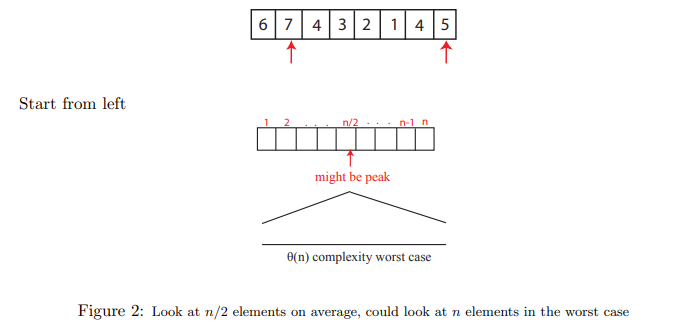 6 7 4 3 2 1 4 5
Start from left
1 2 . . . n/2 . . . n-1 n
might be peak
θ(n) complexity worst case
Figure 2: Look at n/2 elements on average, could look at n elements in the worst case